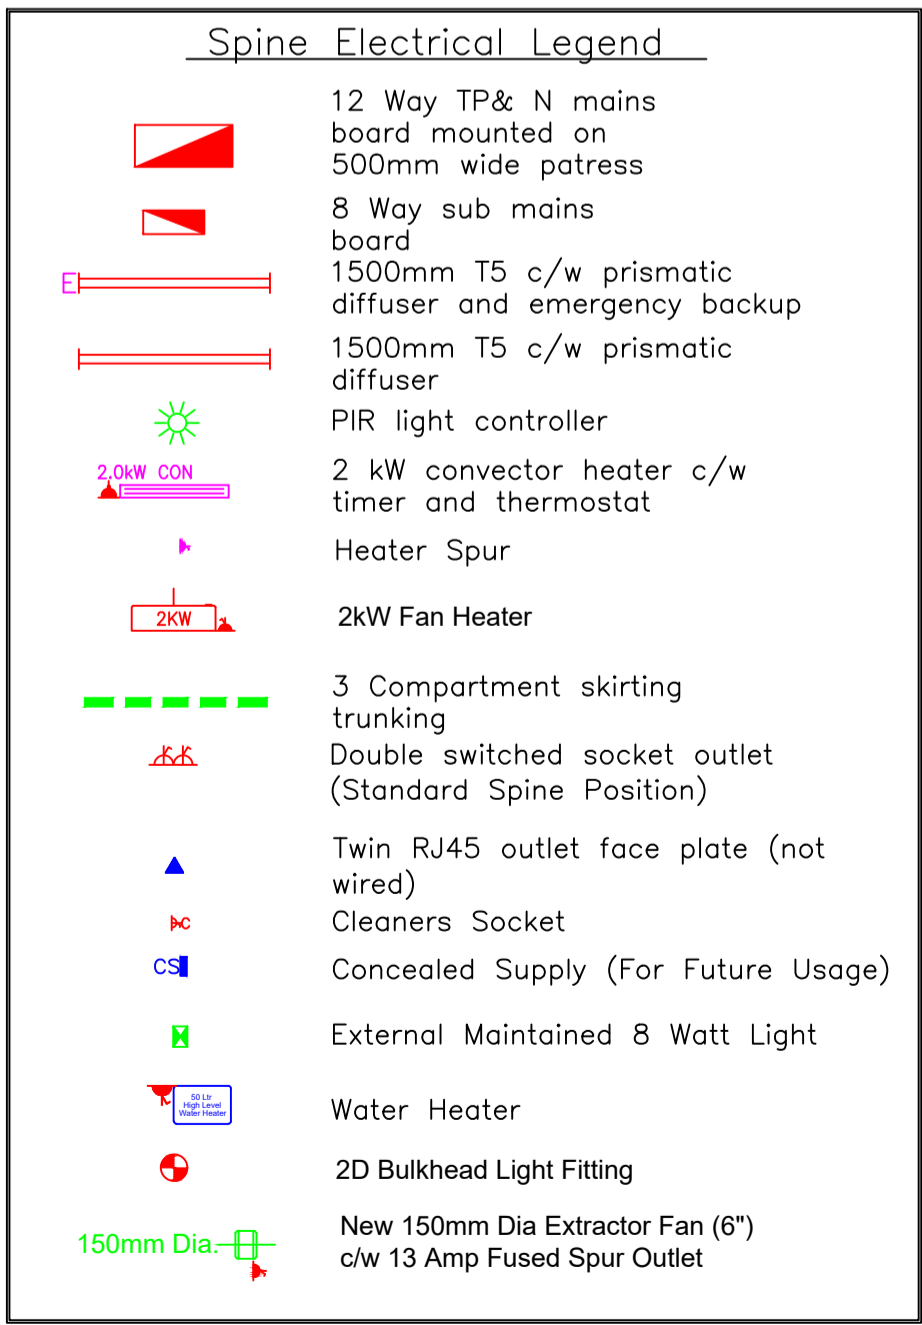 Spine Electrical Legend
12 Way TP& N mains
board mounted on
500mm wide patress
8 Way sub mains
board
E
1500mm T5 c/w prismatic
diffuser and emergency backup
1500mm T5 c/w prismatic
diffuser
PIR light controller
2.0kW CON
2 kW convector heater c/w
timer and thermostat
Heater Spur
2KW
2kW Fan Heater
3 Compartment skirting
trunking
Double switched socket outlet
(Standard Spine Position)
Twin RJ45 outlet face plate (not
wired)
C
Cleaners Socket
CS
Concealed Supply (For Future Usage)
External Maintained 8 Watt Light
50 Ltr
High Level
Water Heater
Water Heater
2D Bulkhead Light Fitting
150mm Dia.
New 150mm Dia Extractor Fan (6")
c/w 13 Amp Fused Spur Outlet